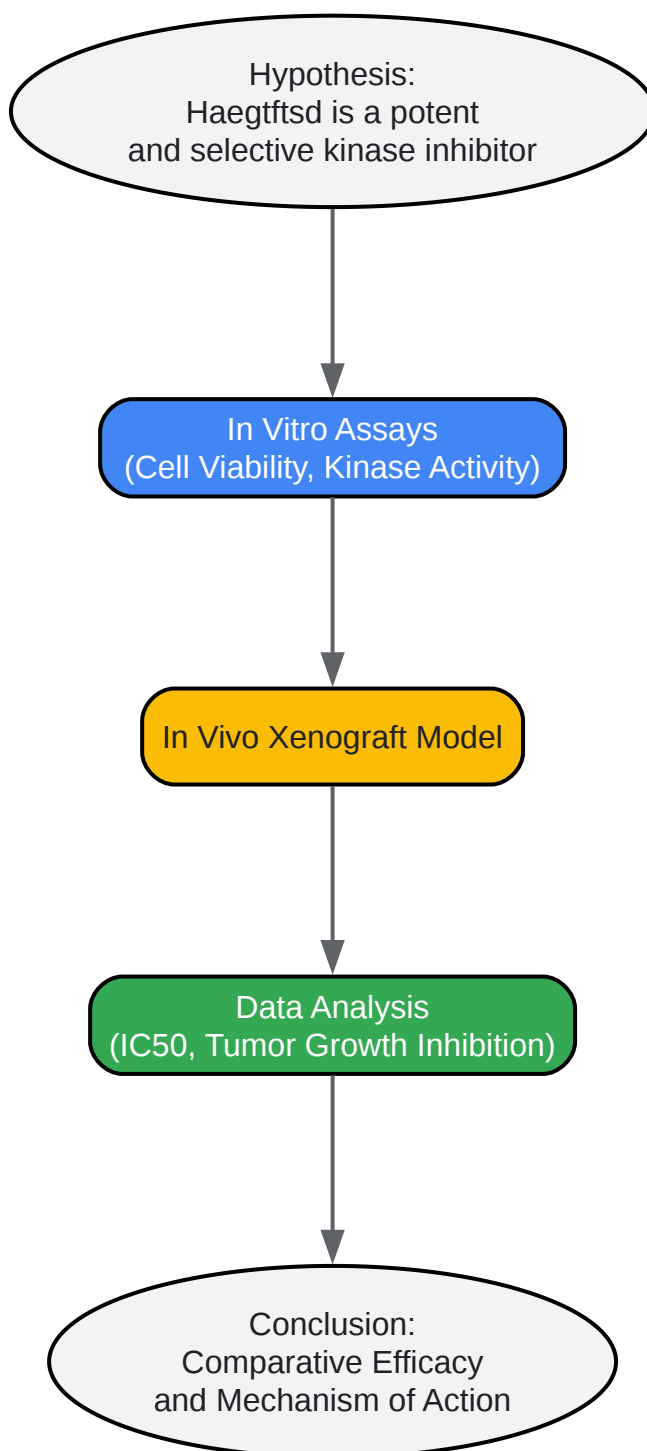 Hypothesis:
Haegtftsd is a potent
and selective kinase inhibitor
In Vitro Assays
(Cell Viability, Kinase Activity)
In Vivo Xenograft Model
Data Analysis
(IC50, Tumor Growth Inhibition)
Conclusion:
Comparative Efficacy
and Mechanism of Action